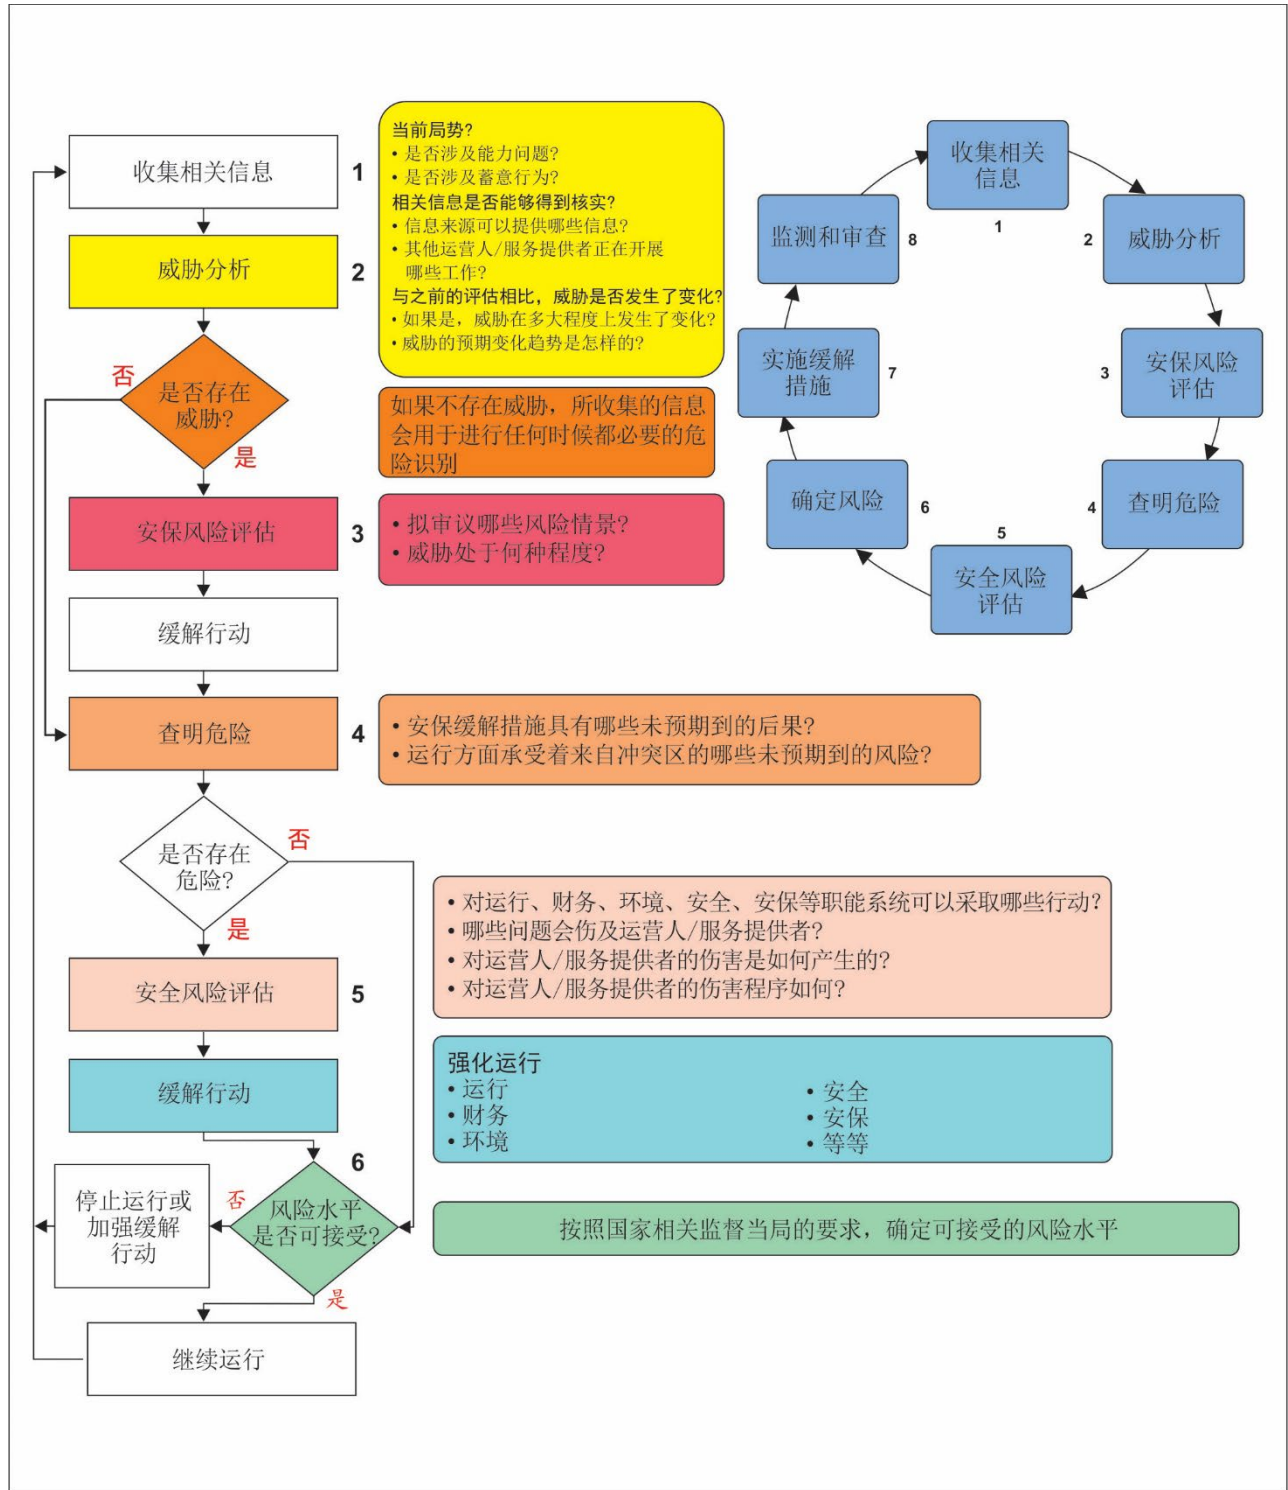 收集相关信息
1
当前局势?
• 是否涉及能力问题?
• 是否涉及蓄意行为?
相关信息是否能够得到核实?
• 信息来源可以提供哪些信息?
• 其他运营人/服务提供者正在开展
哪些工作?
与之前的评估相比，威胁是否发生了变化?
• 如果是，威胁在多大程度上发生了变化?
• 威胁的预期变化趋势是怎样的?
威胁分析
2
否
是否存在
威胁?
是
如果不存在威胁，所收集的信息
会用于进行任何时候都必要的危
险识别
安保风险评估
3
• 拟审议哪些风险情景?
• 威胁处于何种程度?
缓解行动
查明危险
4
• 安保缓解措施具有哪些未预期到的后果?
• 运行方面承受着来自冲突区的哪些未预期到的风险?
是否存在
危险?
否
是
安全风险评估
5
• 对运行、财务、环境、安全、安保等职能系统可以采取哪些行动?
• 哪些问题会伤及运营人/服务提供者?
• 对运营人/服务提供者的伤害是如何产生的?
• 对运营人/服务提供者的伤害程序如何?
缓解行动
强化运行
• 运行
• 财务
• 环境
• 安全
• 安保
• 等等
6
风险水平
是否可接受?
否
是
停止运行或
加强缓解
行动
按照国家相关监督当局的要求，确定可接受的风险水平
继续运行
收集相关
信息
1
2
威胁分析
3
安保风险
评估
4
查明危险
5
安全风险
评估
确定风险
6
实施缓解
措施
7
监测和审查
8